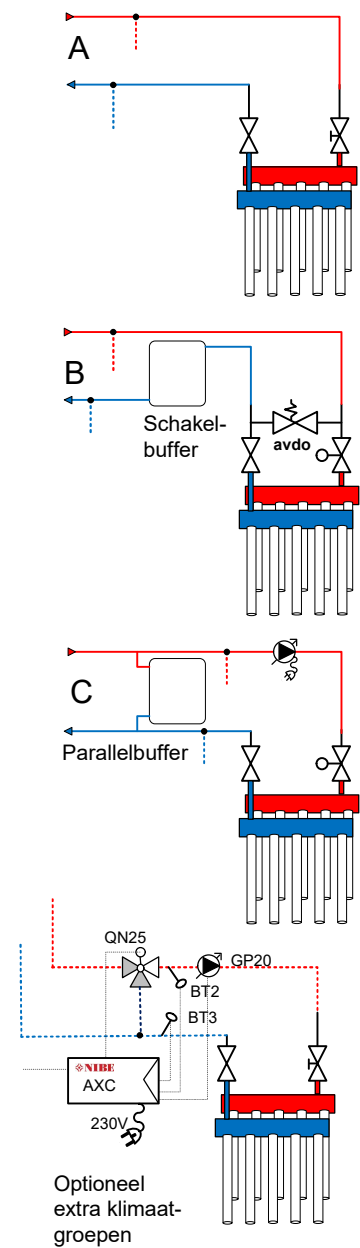 A
B
Schakel-
buffer
avdo
C
Parallelbuffer
QN25
GP20
BT2
BT3
NIBE
AXC
230V
Optioneel
extra klimaat-
groepen